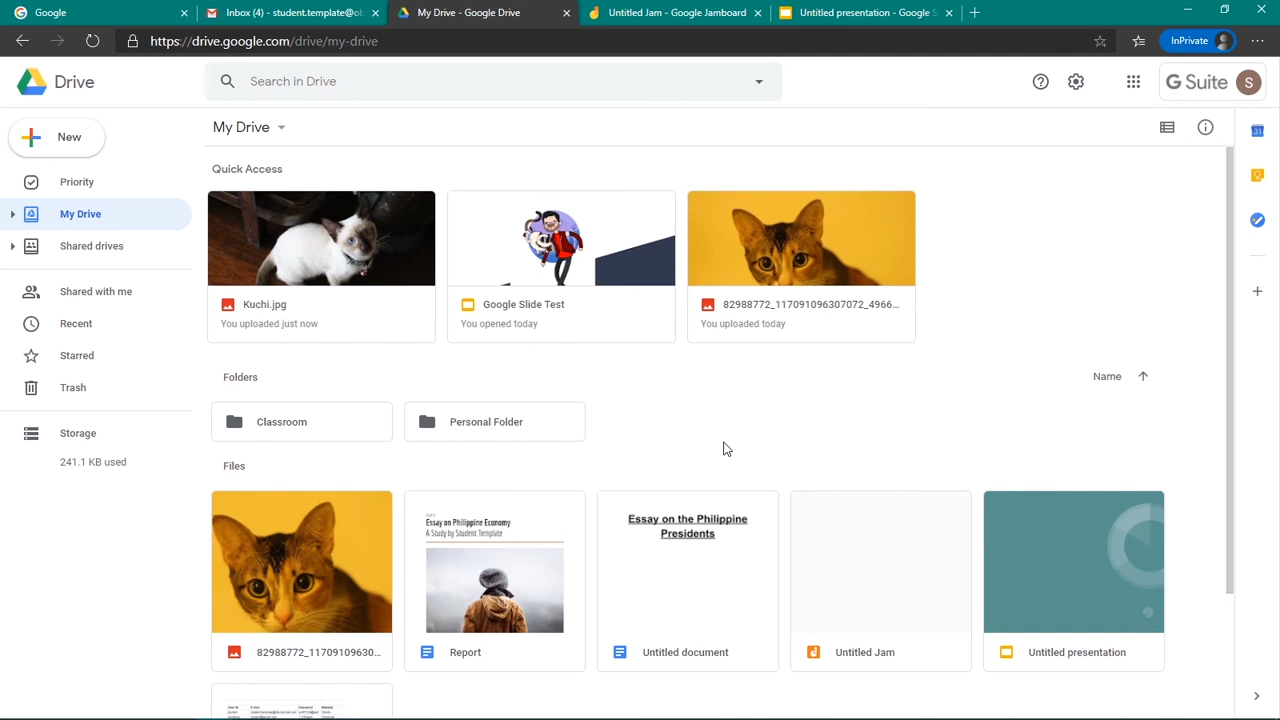 Google
Inbox (4) - student.template@ob
My Drive - Google Drive
Untitled Jam - Google Jamboard
Untitled presentation - Google S
https://drive.google.com/drive/my-drive
InPrivate
Drive
Search in Drive
G Suite
S
New
My Drive
31
Priority
My Drive
Shared drives
Shared with me
Recent
Starred
Trash
Storage
241.1 KB used
Quick Access
Kuchi.jpg
You uploaded just now
Google Slide Test
You opened today
82988772_117091096307072_4966...
You uploaded today
Folders
Name
Classroom
Personal Folder
Files
Essay on Philippine Economy
A Study by Student Template
Essay on the Philippine
Presidents
82988772_11709109630...
Report
Untitled document
Untitled Jam
Untitled presentation